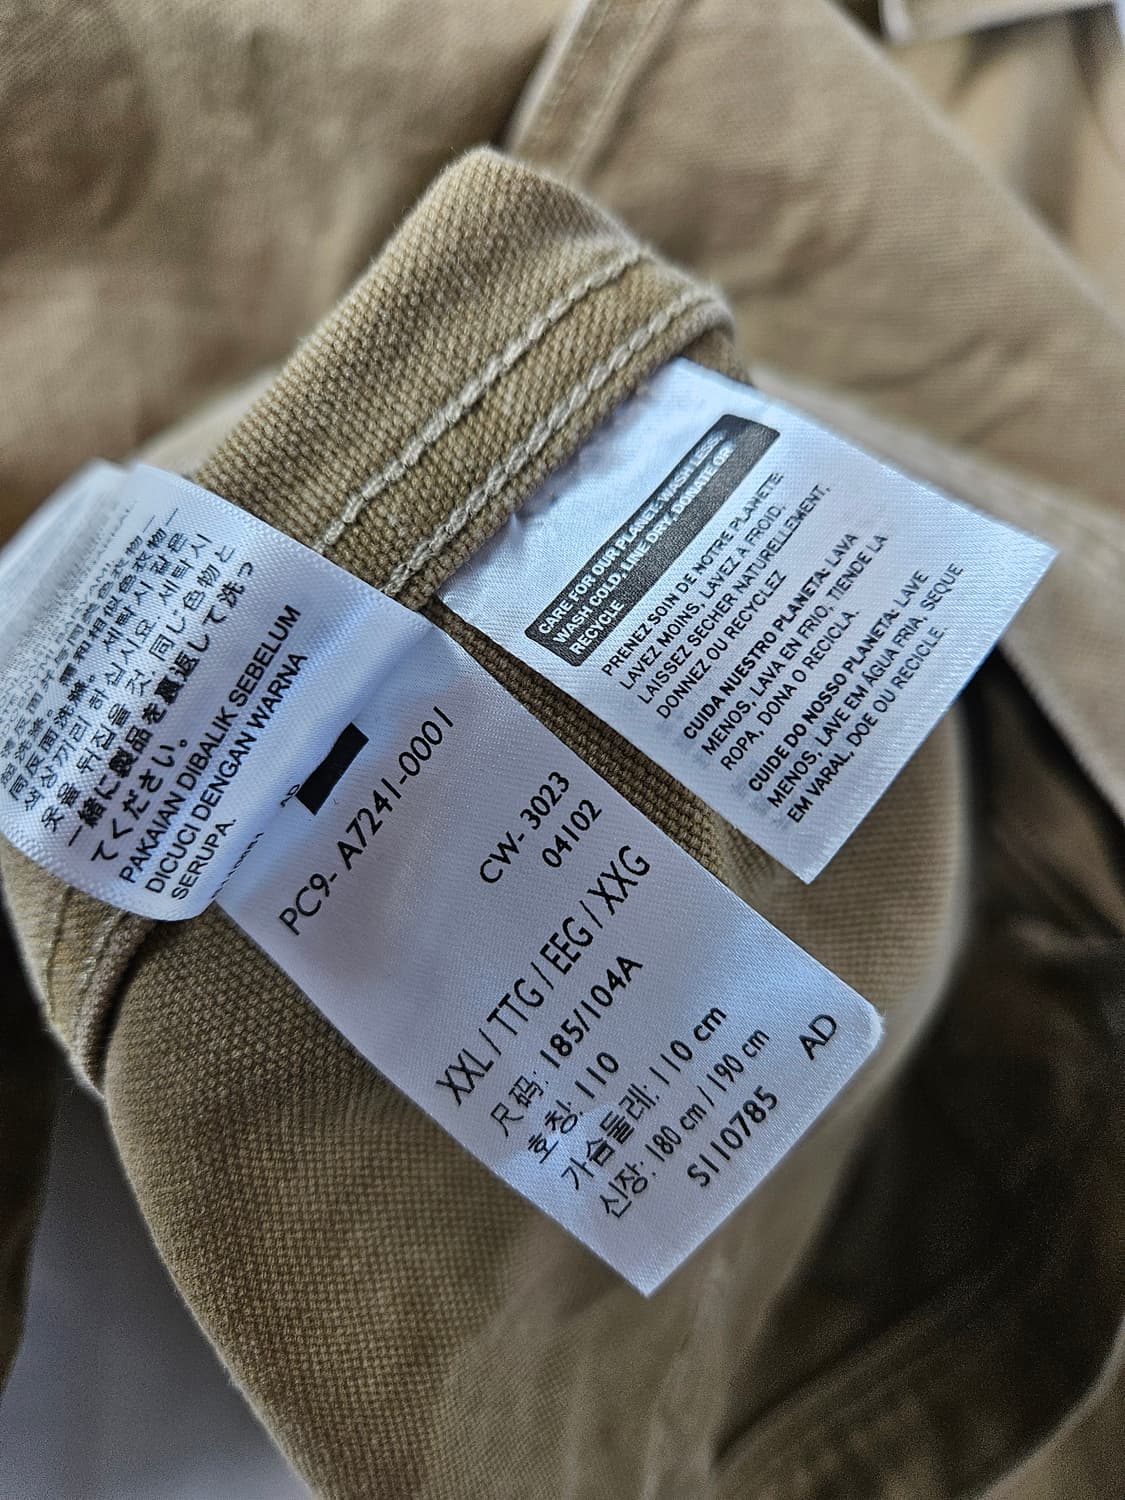 一緒に製品を裏返して洗っ
てください。
PAKAIAN DIBALIK SEBELUM
DICUCI DENGAN WARNA
SERUPA.
AD
PC9- A7241-0001
CW- 3023
04102
XXL / TTG / EEG / XXG
尺码: 185/104A
호칭: 110
가슴둘레: 110 cm
신장: 180 cm / 190 cm
S110785 AD
CARE FOR OUR PLANET: WASH LESS,
WASH COLD, LINE DRY, DONATE OR
RECYCLE
PRENEZ-SOIN DE NOTRE PLANÈTE:
LAVEZ MOINS, LAVEZ À FROID,
LAISSEZ SÉCHER NATURELLEMENT,
DONNEZ OU RECYCLEZ
CUIDA NUESTRO PLANETA: LAVA
MENOS, LAVA EN FRIO, TIENDE LA
ROPA, DONA O RECICLA.
CUIDE DO NOSSO PLANETA: LAVE
MENOS, LAVE EM ÁGUA FRIA, SEQUE
EM VARAL, DOE OU RECICLE.